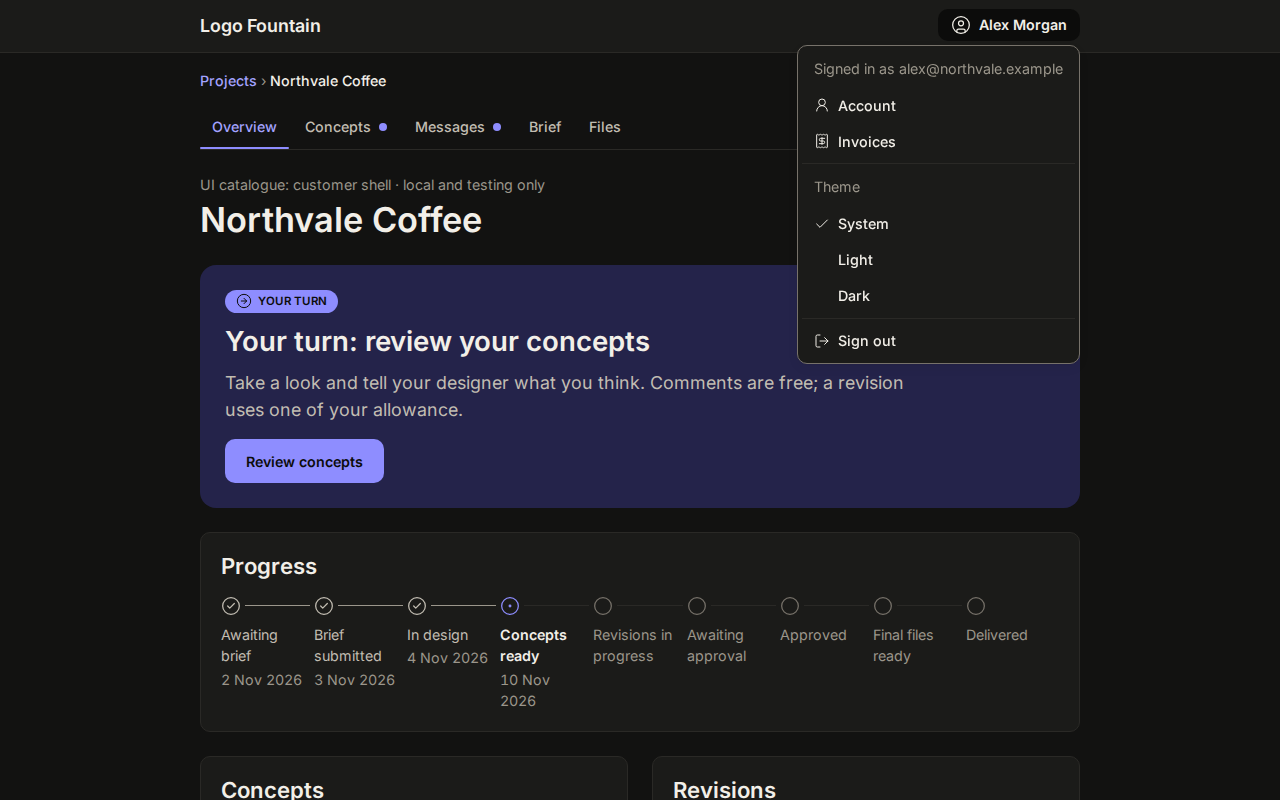 Logo Fountain
Alex Morgan
Signed in as alex@northvale.example
Account
Invoices
Theme
System
Light
Dark
Sign out
Projects › Northvale Coffee
Overview
Concepts
Messages
Brief
Files
UI catalogue: customer shell · local and testing only
Northvale Coffee
YOUR TURN
Your turn: review your concepts
Take a look and tell your designer what you think. Comments are free; a revision
uses one of your allowance.
Review concepts
Progress
Awaiting
brief
2 Nov 2026
Brief
submitted
3 Nov 2026
In design
4 Nov 2026
Concepts
ready
10 Nov
2026
Revisions in
progress
Awaiting
approval
Approved
Final files
ready
Delivered
Concepts
Revisions